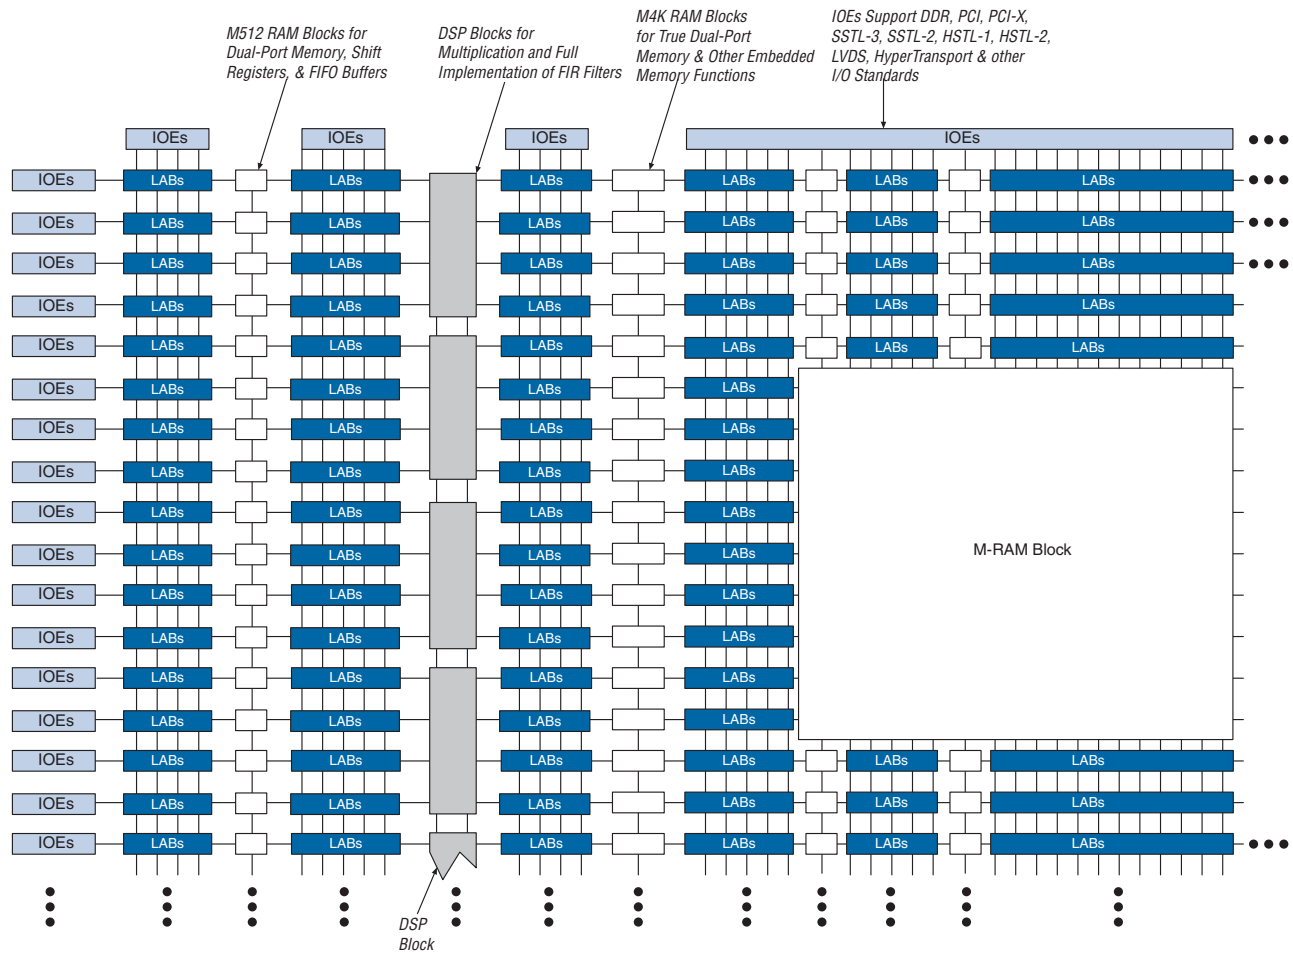 M512 RAM Blocks for
Dual-Port Memory, Shift
Registers, & FIFO Buffers
DSP Blocks for
Multiplication and Full
Implementation of FIR Filters
M4K RAM Blocks
for True Dual-Port
Memory & Other Embedded
Memory Functions
IOEs Support DDR, PCI, PCI-X,
SSTL-3, SSTL-2, HSTL-1, HSTL-2,
LVDS, HyperTransport & other
I/O Standards
IOEs IOEs IOEs IOEs
IOEs LABs LABs LABs LABs LABs LABs
IOEs LABs LABs LABs LABs LABs LABs
IOEs LABs LABs LABs LABs LABs LABs
IOEs LABs LABs LABs LABs LABs LABs
IOEs LABs LABs LABs LABs LABs LABs
IOEs LABs LABs LABs LABs
IOEs LABs LABs LABs LABs
IOEs LABs LABs LABs LABs
IOEs LABs LABs LABs LABs
IOEs LABs LABs LABs LABs M-RAM Block
IOEs LABs LABs LABs LABs
IOEs LABs LABs LABs LABs
IOEs LABs LABs LABs LABs
IOEs LABs LABs LABs LABs
IOEs LABs LABs LABs LABs LABs LABs
IOEs LABs LABs LABs LABs LABs LABs
IOEs LABs LABs LABs LABs LABs LABs
DSP
Block